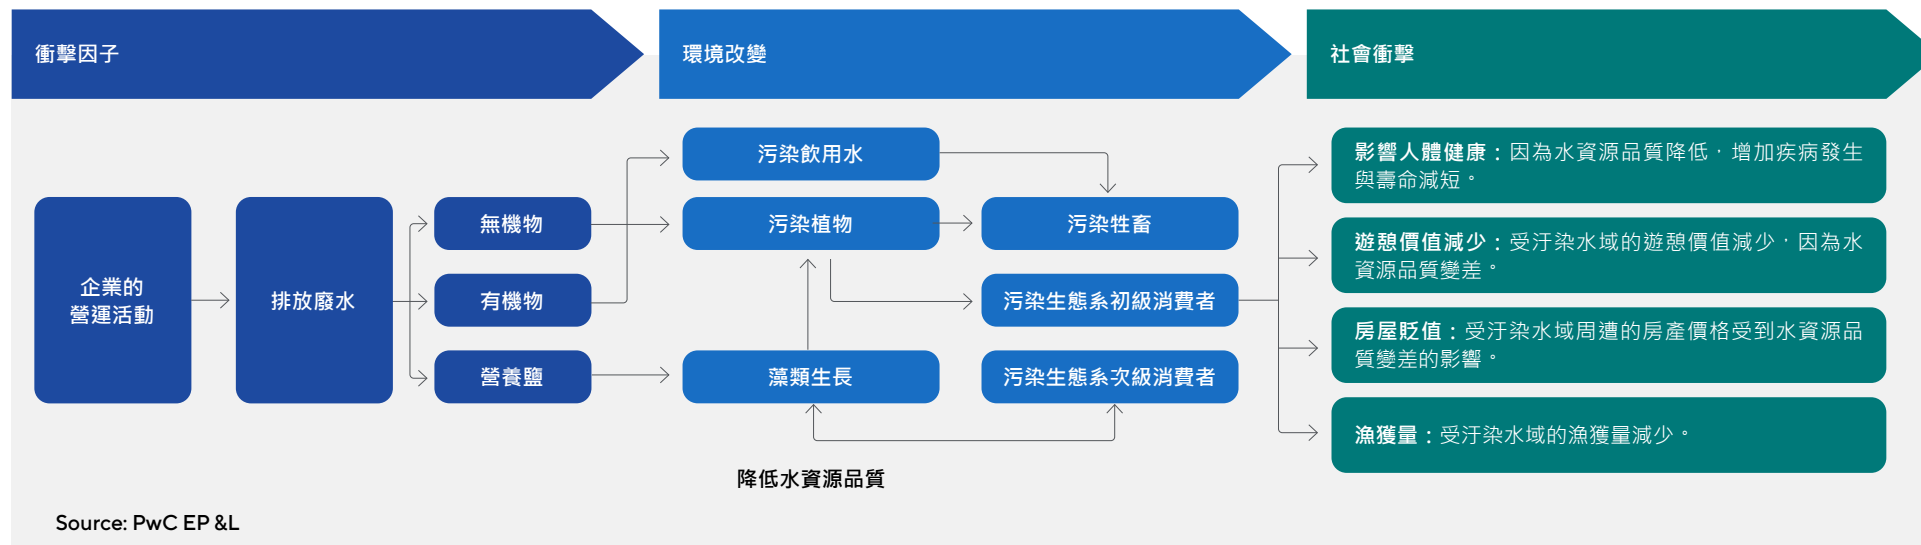 衝擊因子
環境改變
社會衝擊
企業的
營運活動
排放廢水
無機物
有機物
營養鹽
污染飲用水
污染植物
藻類生長
污染牲畜
污染生態系初級消費者
污染生態系次級消費者
降低水資源品質
影響人體健康：因為水資源品質降低，增加疾病發生
與壽命減短。
遊憩價值減少：受汙染水域的遊憩價值減少，因為水
資源品質變差。
房屋貶值：受汙染水域周遭的房產價格受到水資源品
質變差的影響。
漁獲量：受汙染水域的漁獲量減少。
Source: PwC EP &L